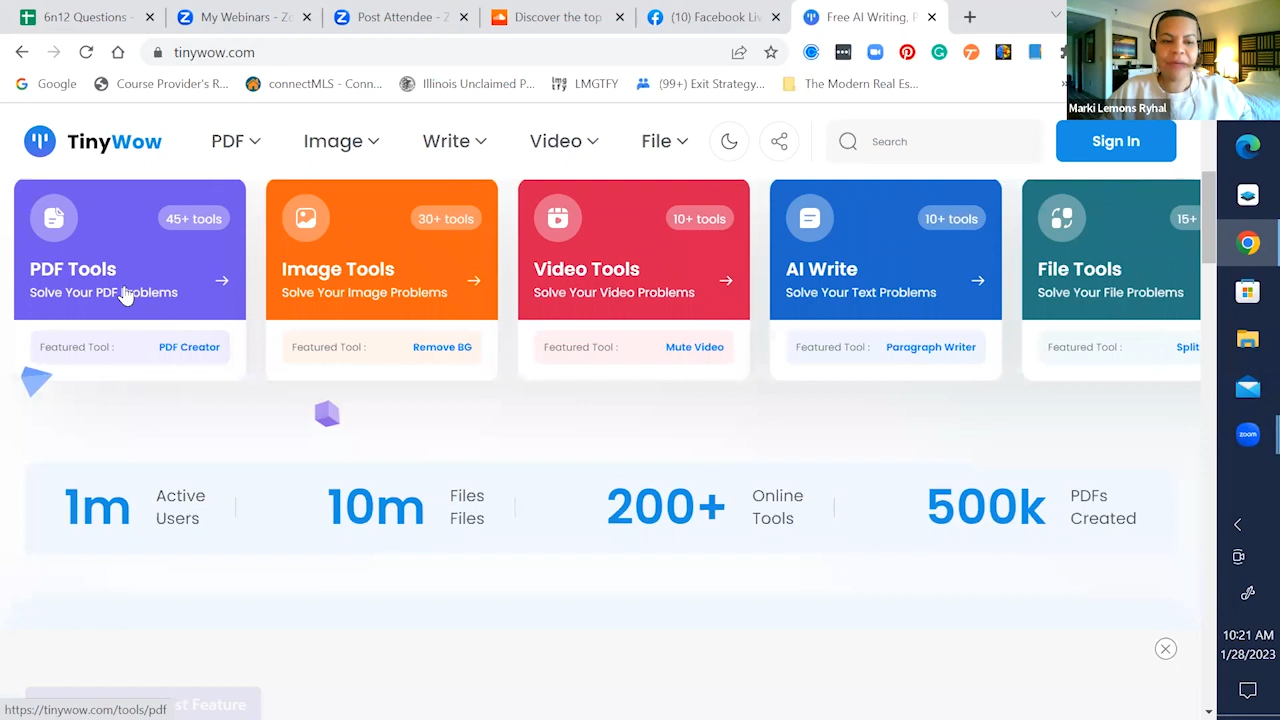 6n12 Questions -
My Webinars - Zo
Post Attendee - Z
Discover the top
(10) Facebook Liv
Free AI Writing, P
tinywow.com
Google
Course Provider's R...
connectMLS - Conn...
Illinois Unclaimed P...
LMGTFY
(99+) Exit Strategy,...
The Modern Real Es...
Marki Lemons Ryhal
TinyWow
PDF
Image
Write
Video
File
Search
Sign In
45+ tools
30+ tools
10+ tools
10+ tools
15+
PDF Tools
Solve Your PDF Problems
Image Tools
Solve Your Image Problems
Video Tools
Solve Your Video Problems
AI Write
Solve Your Text Problems
File Tools
Solve Your File Problems
Featured Tool : PDF Creator
Featured Tool : Remove BG
Featured Tool : Mute Video
Featured Tool : Paragraph Writer
Featured Tool : Split
1m Active Users
10m Files Files
200+ Online Tools
500k PDFs Created
zoom
10:21 AM
1/28/2023
https://tinywow.com/tools/pdf
st Feature